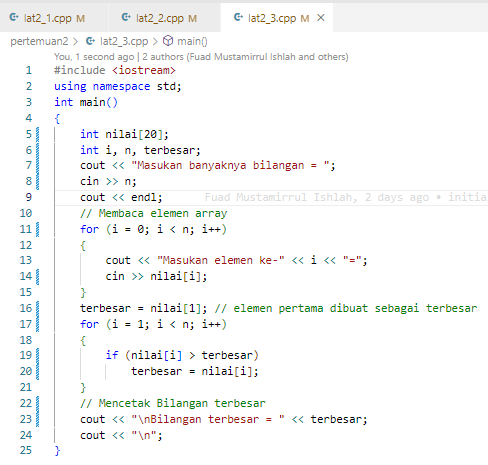 lat2_1.cpp M lat2_2.cpp M lat2_3.cpp M ×
pertemuan2 > lat2_3.cpp > main()
You, 1 second ago | 2 authors (Fuad Mustamirrul Ishlah and others)
1 #include <iostream>
2 using namespace std;
3 int main()
4 {
5 int nilai[20];
6 int i, n, terbesar;
7 cout << "Masukan banyaknya bilangan = ";
8 cin >> n;
9 cout << endl; Fuad Mustamirrul Ishlah, 2 days ago • initia
10 // Membaca elemen array
11 for (i = 0; i < n; i++)
12 {
13 cout << "Masukan elemen ke-" << i << "=";
14 cin >> nilai[i];
15 }
16 terbesar = nilai[1]; // elemen pertama dibuat sebagai terbesar
17 for (i = 1; i < n; i++)
18 {
19 if (nilai[i] > terbesar)
20 terbesar = nilai[i];
21 }
22 // Mencetak Bilangan terbesar
23 cout << "\nBilangan terbesar = " << terbesar;
24 cout << "\n";
25 }